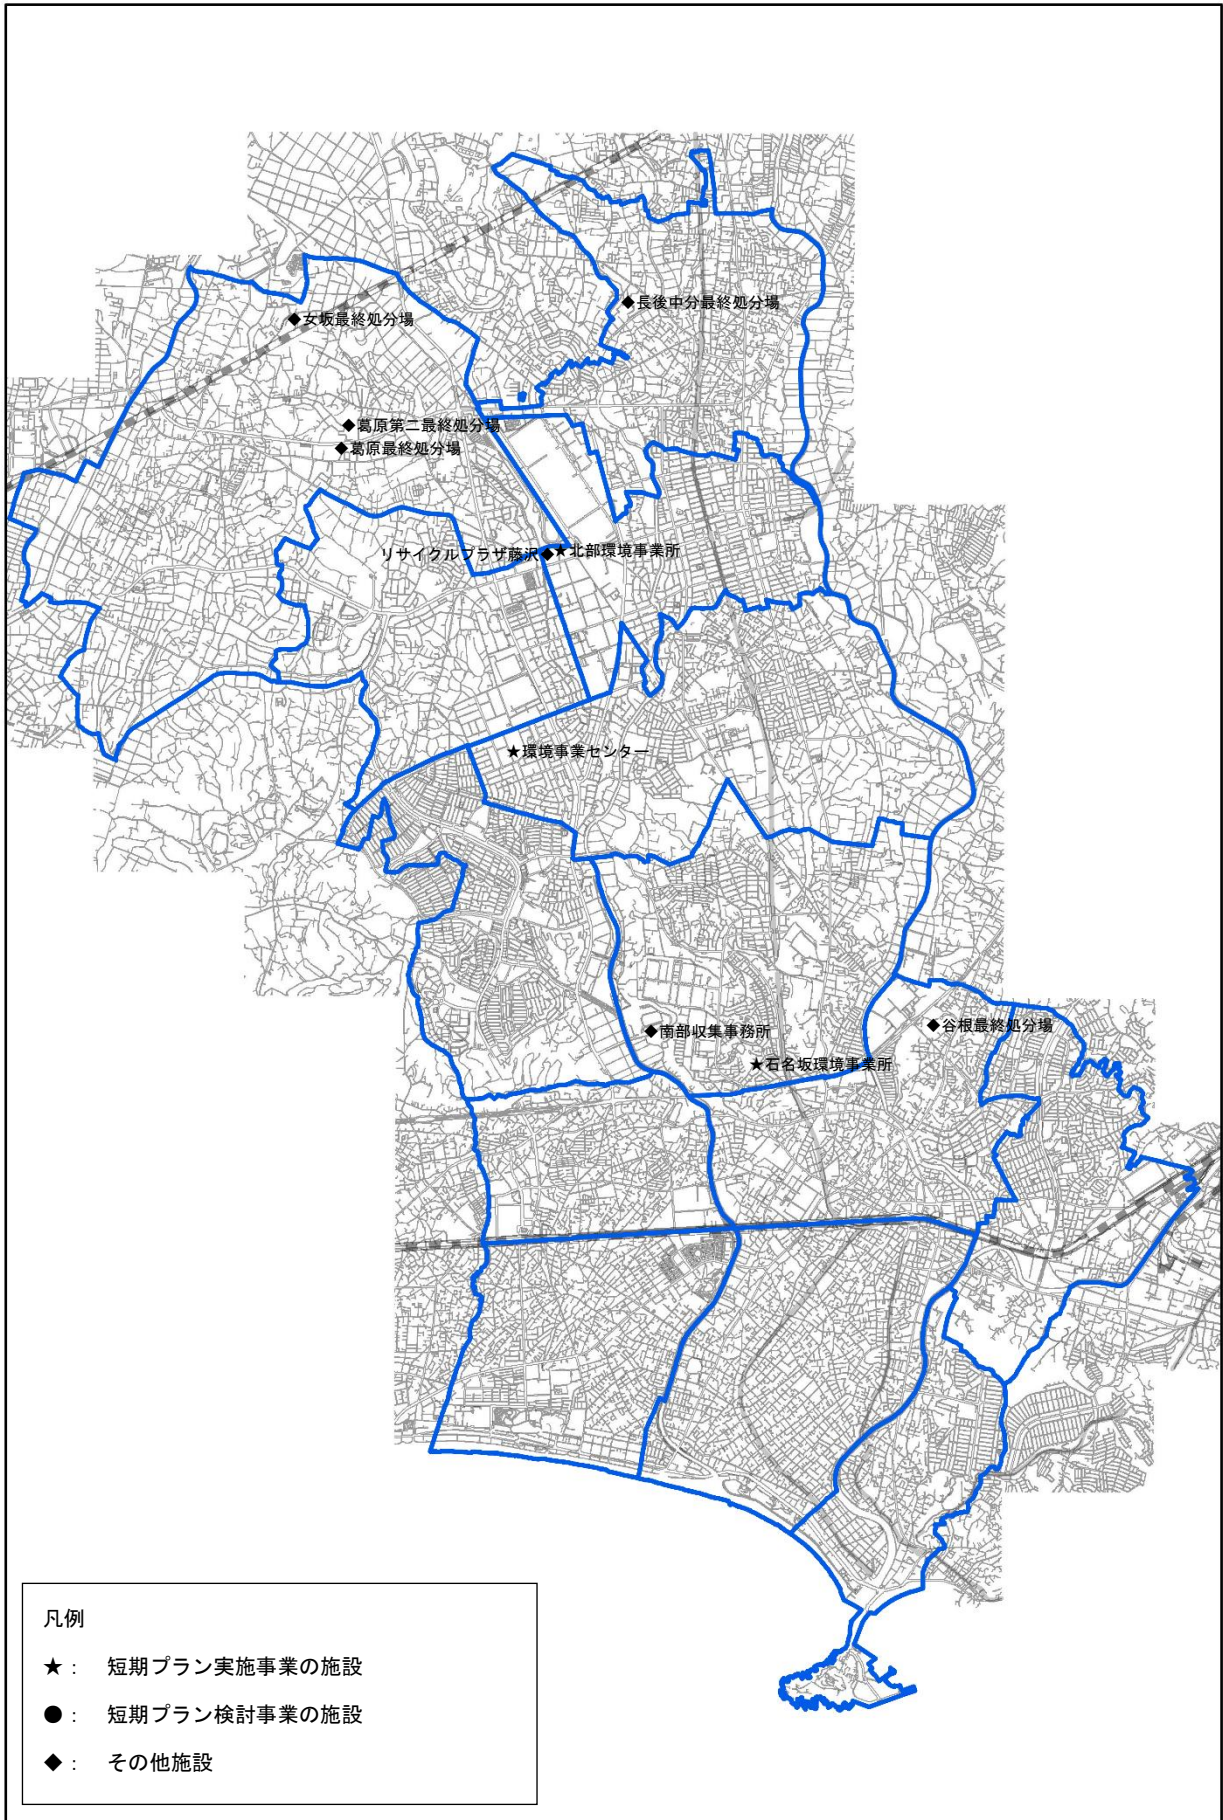 ◆長後中分最終処分場
◆女坂最終処分場
◆葛原第二最終処分場
◆葛原最終処分場
リサイクルプラザ藤沢◆★北部環境事業所
★環境事業センター
◆谷根最終処分場
◆南部収集事務所
★石名坂環境事業所
凡例
★： 短期プラン実施事業の施設
●： 短期プラン検討事業の施設
◆： その他施設